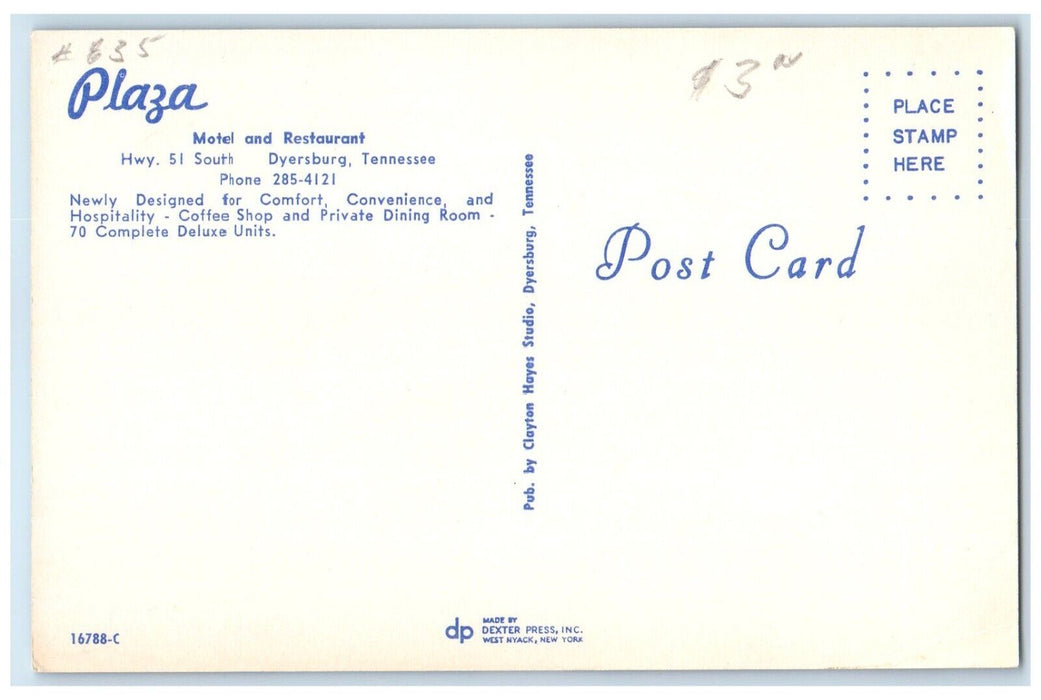 # 835
Plaza
Motel and Restaurant
Hwy. 51 South Dyersburg, Tennessee
Phone 285-4121
Newly Designed for Comfort, Convenience, and
Hospitality - Coffee Shop and Private Dining Room -
70 Complete Deluxe Units.
Pub. by Clayton Hayes Studio, Dyersburg, Tennessee
$3
PLACE
STAMP
HERE
Post Card
16788-C
dp
MADE BY
DEXTER PRESS, INC.
WEST NYACK, NEW YORK